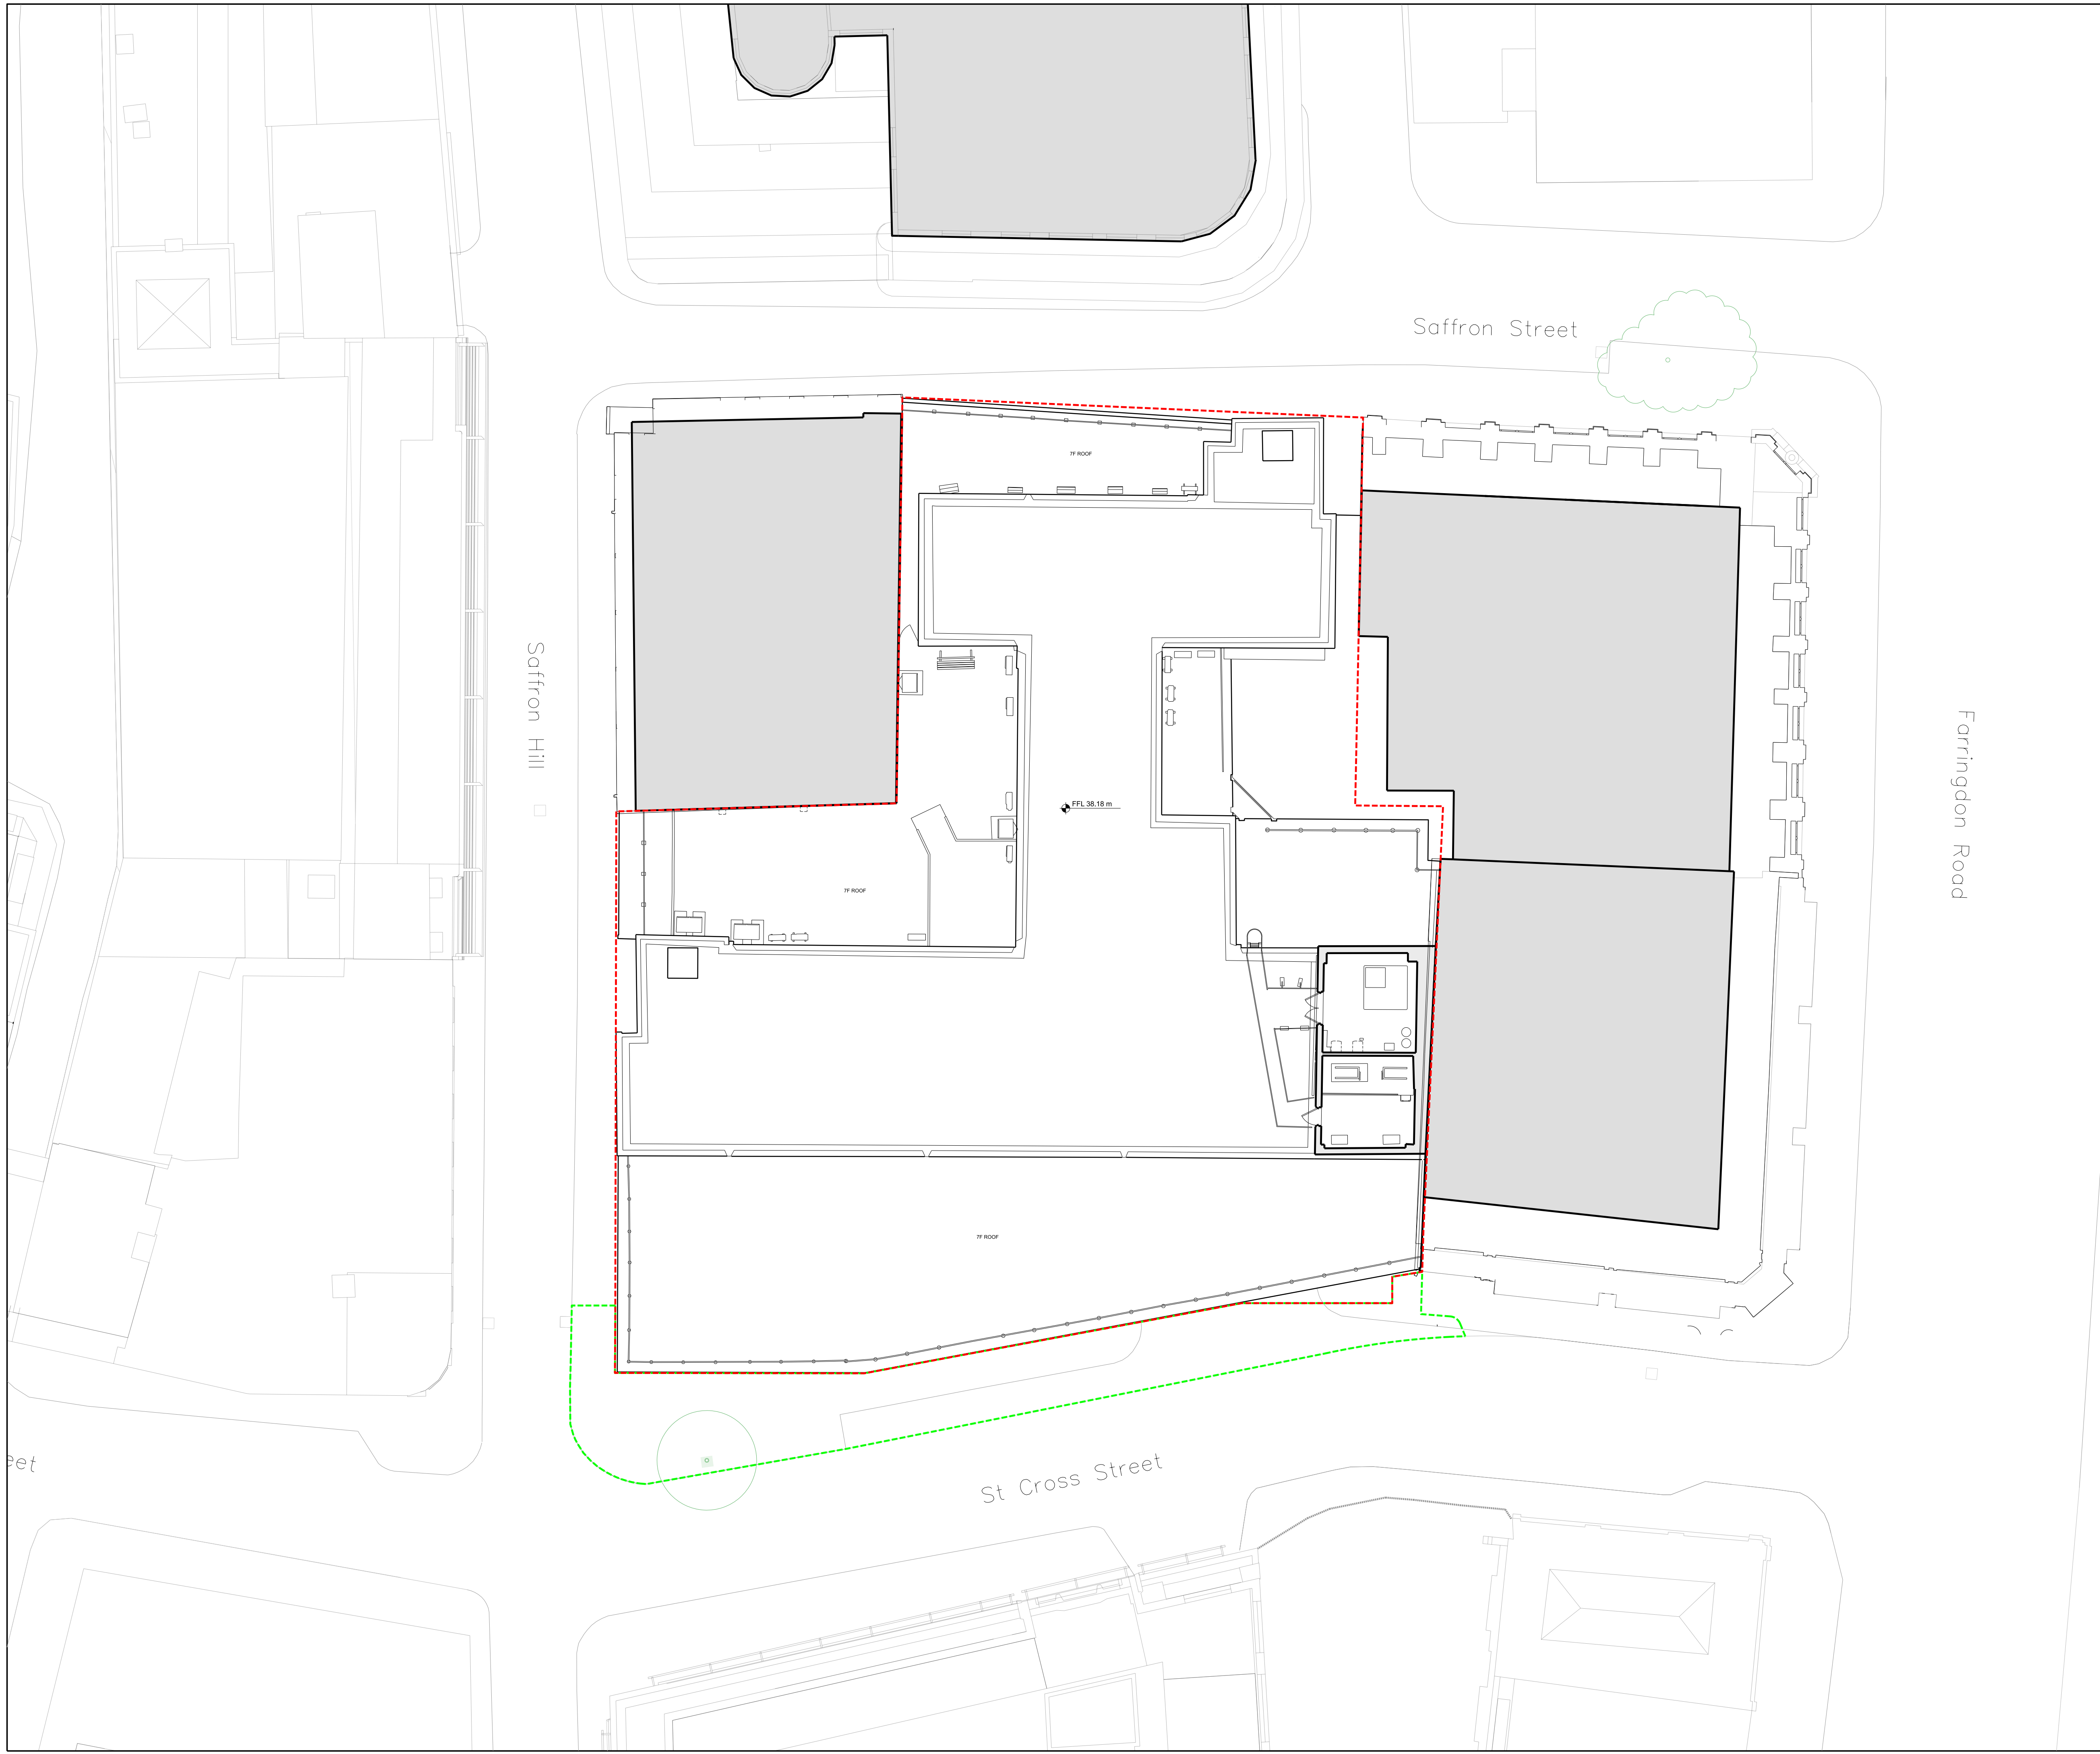 Saffron Street
7F ROOF
Saffron Hill
Farringdon Road
FFL 38.18 m
7F ROOF
7F ROOF
eet
St Cross Street